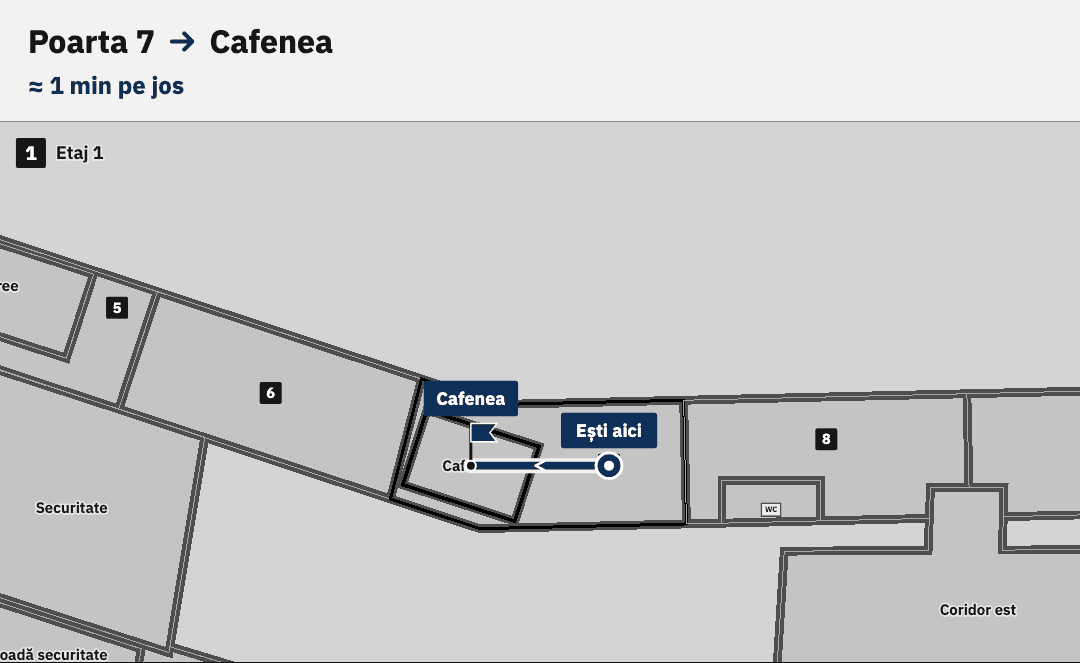 Poarta 7 → Cafenea
≈ 1 min pe jos
1 Etaj 1
ree
5
6
Cafenea
Ești aici
Caf
8
WC
Securitate
Coridor est
oadă securitate